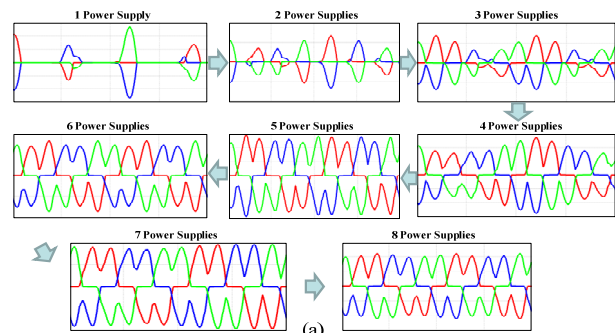 1 Power Supply
2 Power Supplies
3 Power Supplies
6 Power Supplies
5 Power Supplies
4 Power Supplies
7 Power Supplies
8 Power Supplies
(a)